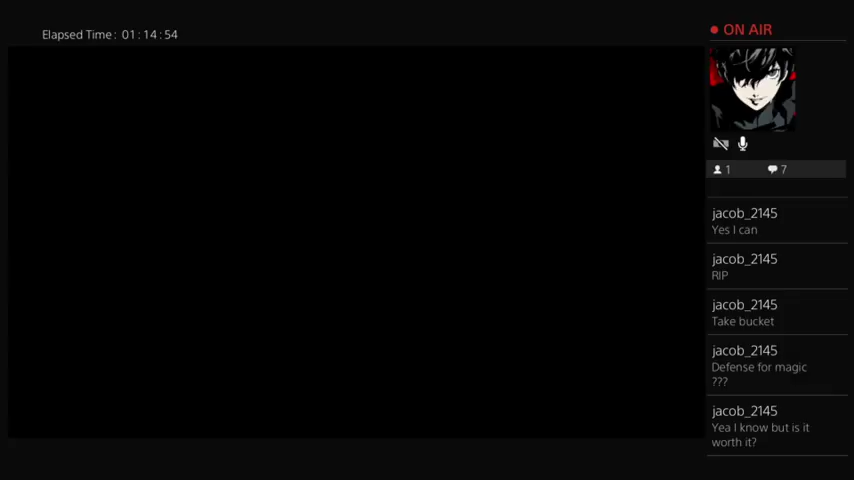 Elapsed Time : 01 : 14 : 54
ON AIR
1 7
jacob_2145
Yes I can
jacob_2145
RIP
jacob_2145
Take bucket
jacob_2145
Defense for magic
???
jacob_2145
Yea I know but is it
worth it?